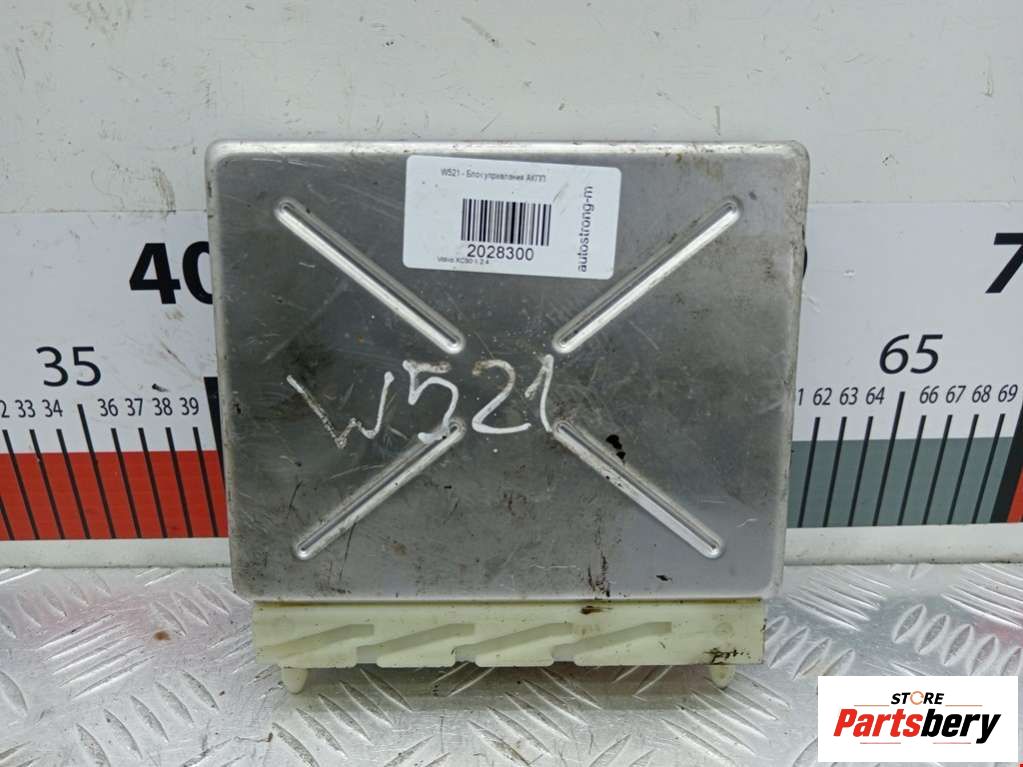 W521 - Блок управления АКПП
autostrong-m
2028300
Volvo XC90 1 2.4
40
7
35
65
2 33 34 36 37 38 39
1 62 63 64 66 67 68 69
W521
STORE
Partsbery